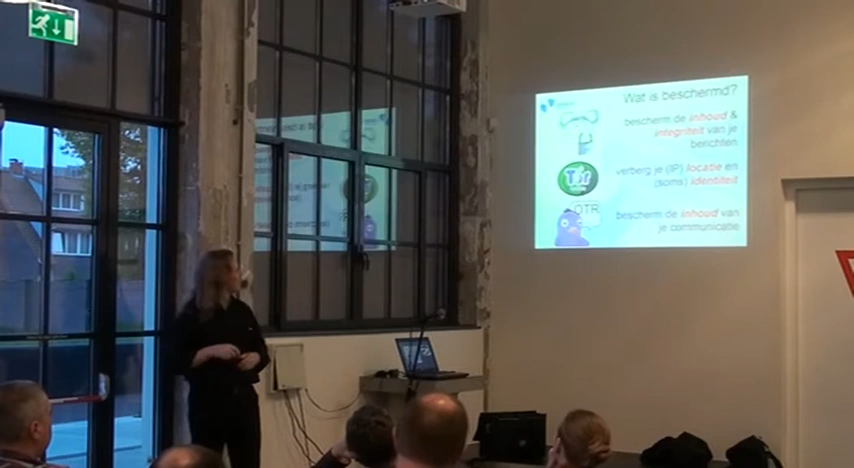 Wat is beschermd?
bescherm de inhoud &
integriteit van je
berichten
Tor
verberg je (IP) locatie en
(soms) identiteit
OTR
bescherm de inhoud van
je communicatie